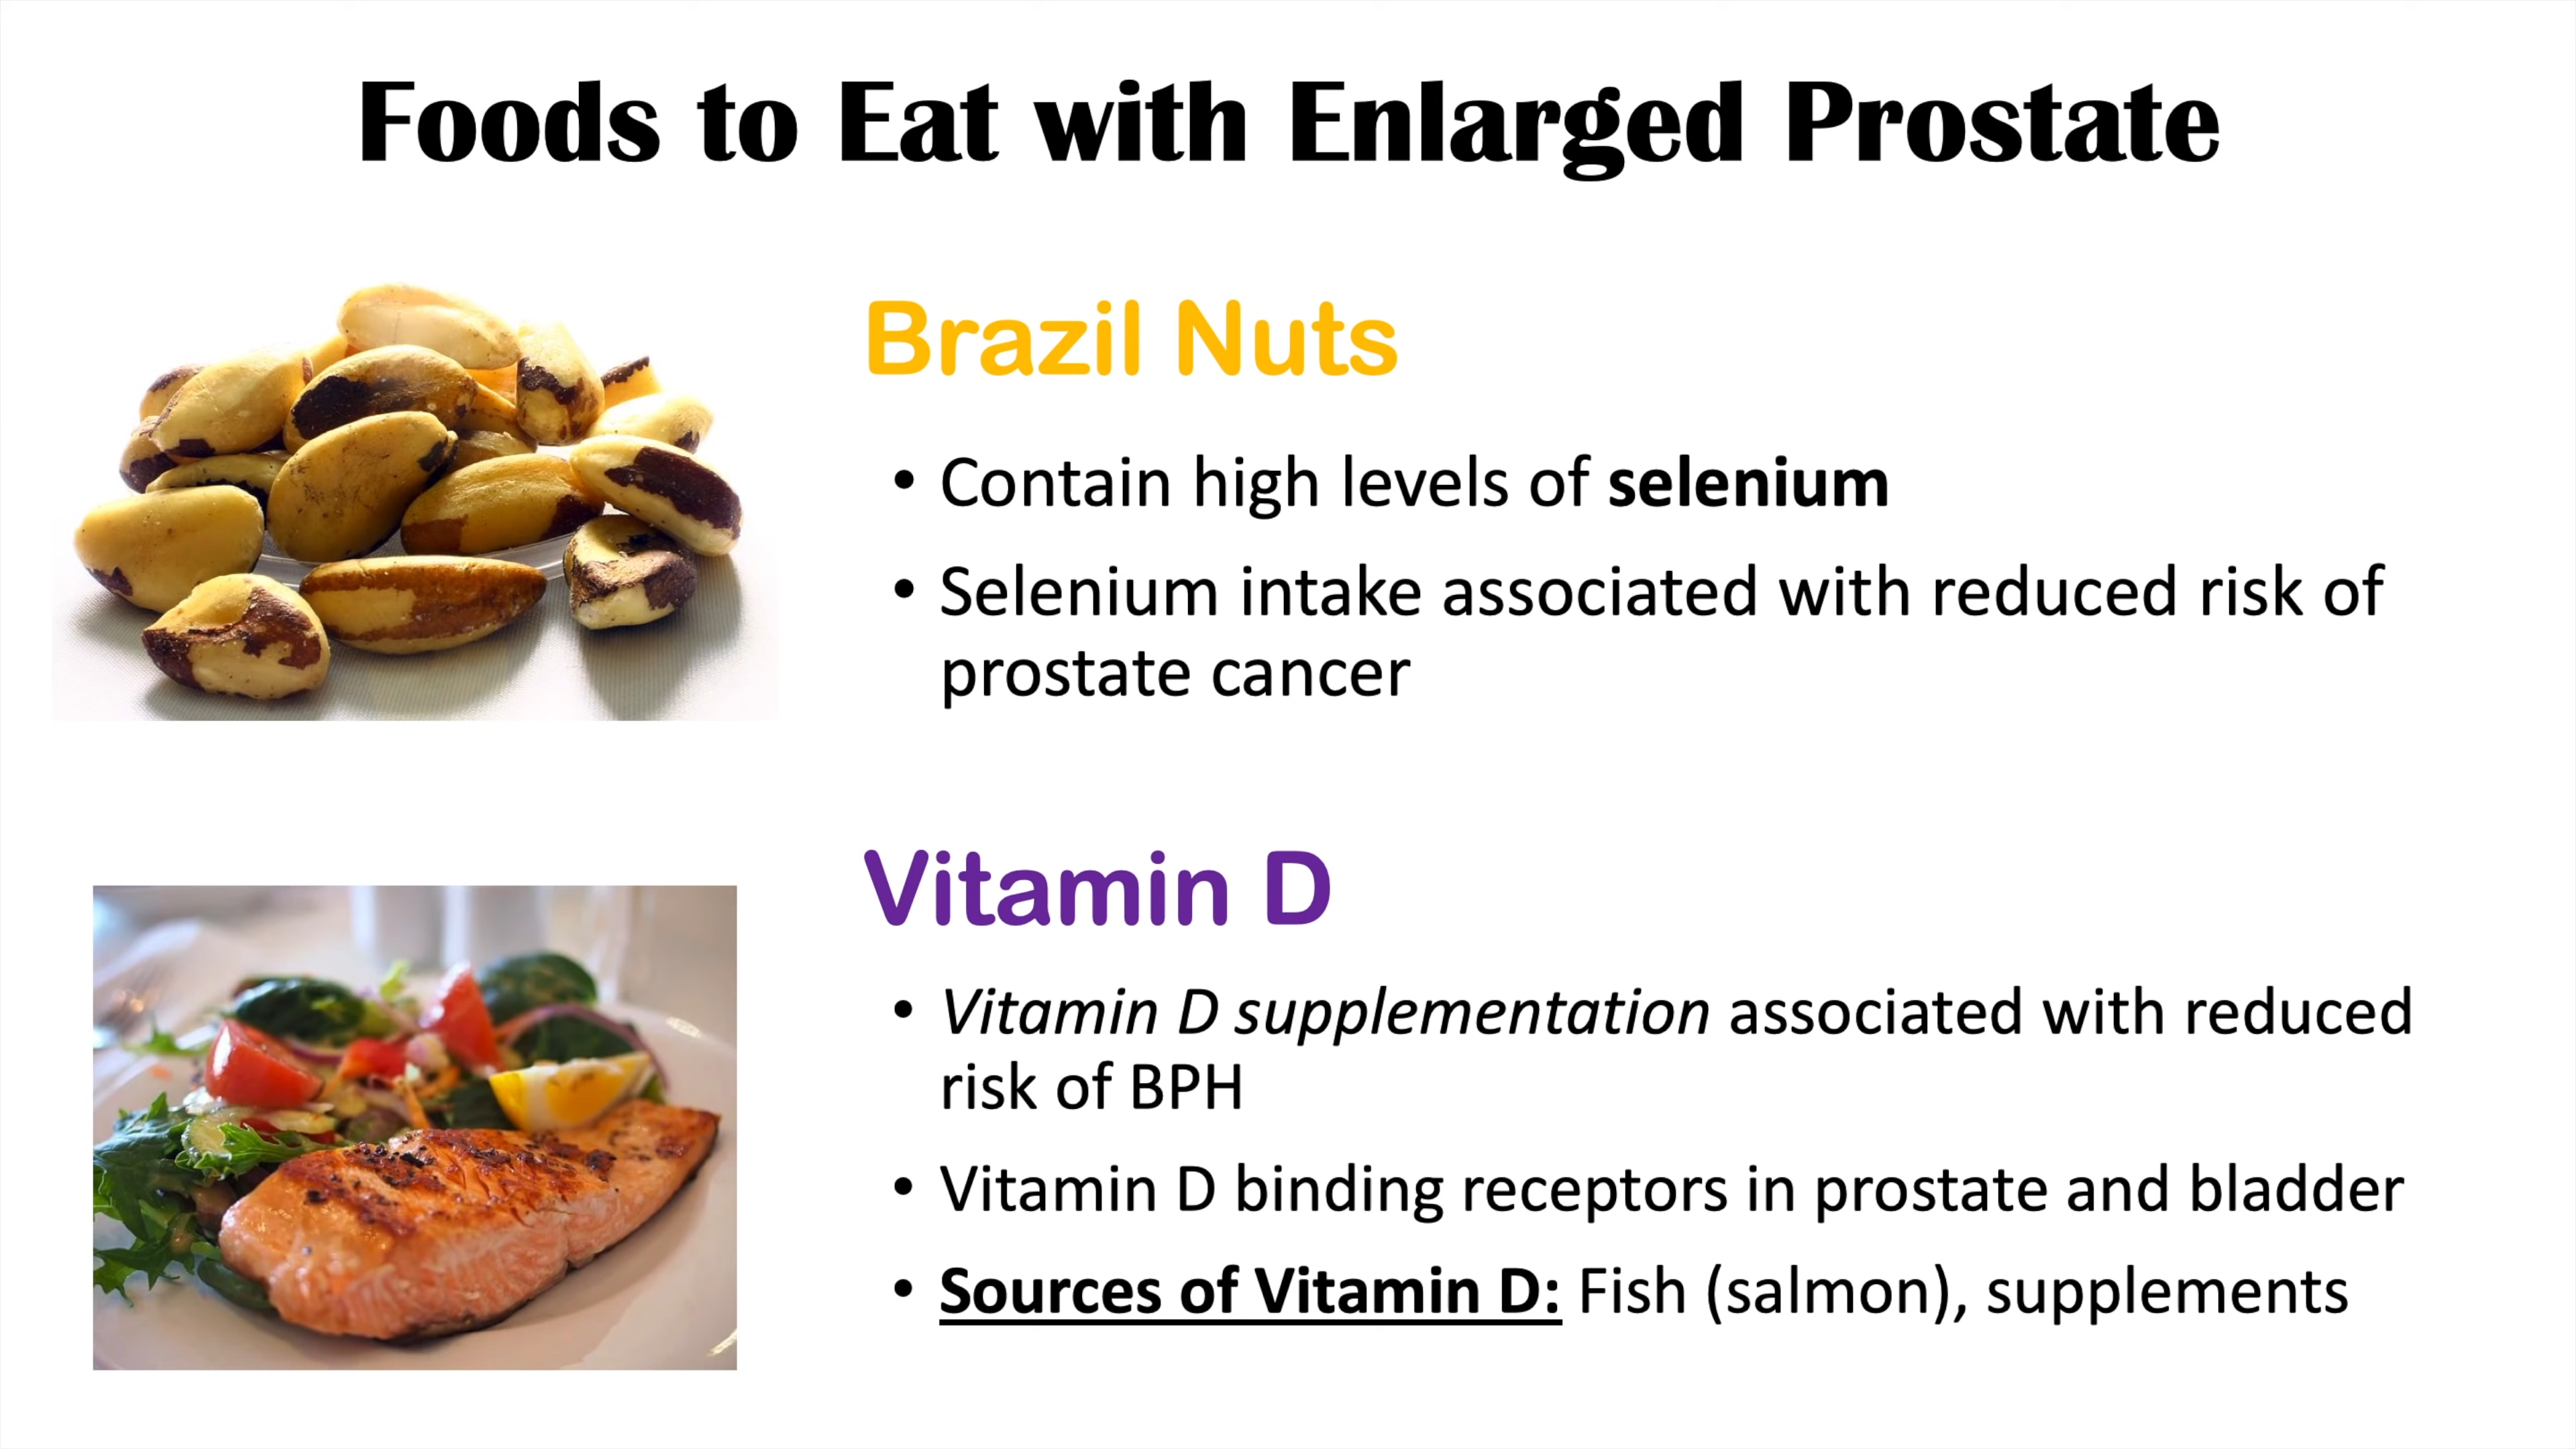 Foods to Eat with Enlarged Prostate
Brazil Nuts
• Contain high levels of selenium
• Selenium intake associated with reduced risk of
prostate cancer
Vitamin D
• Vitamin D supplementation associated with reduced
risk of BPH
• Vitamin D binding receptors in prostate and bladder
• Sources of Vitamin D: Fish (salmon), supplements